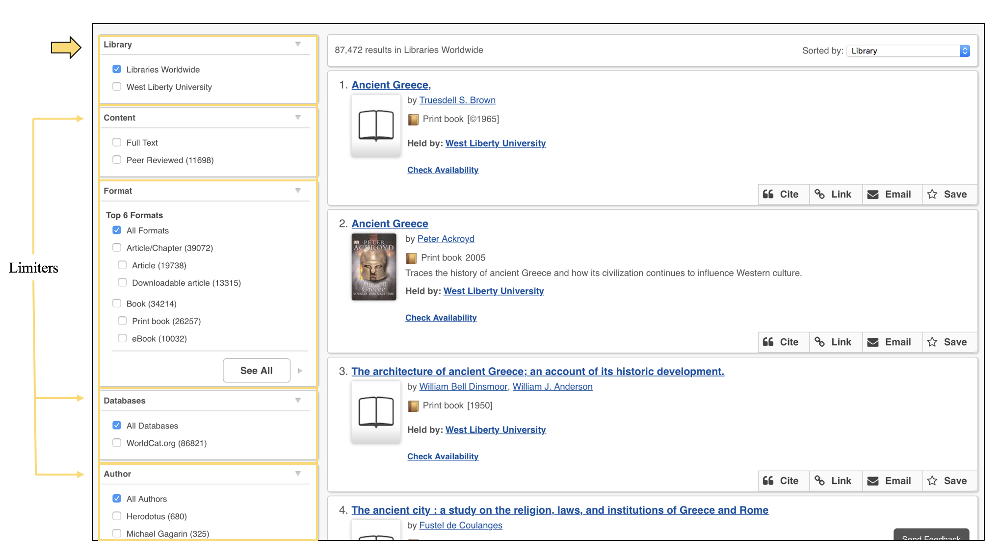 Limiters
Library
Libraries Worldwide
West Liberty University
Content
Full Text
Peer Reviewed (11698)
Format
Top 6 Formats
All Formats
Article/Chapter (39072)
Article (19738)
Downloadable article (13315)
Book (34214)
Print book (26257)
eBook (10032)
See All
Databases
All Databases
WorldCat.org (86821)
Author
All Authors
Herodotus (680)
Michael Gagarin (325)
87,472 results in Libraries Worldwide
Sorted by: Library
1. Ancient Greece,
by Truesdell S. Brown
Print book [©1965]
Held by: West Liberty University
Check Availability
Cite Link Email Save
2. Ancient Greece
PETER
ACKROYD
Ancient
Greece
VOYAGES THROUGH TIME
by Peter Ackroyd
Print book 2005
Traces the history of ancient Greece and how its civilization continues to influence Western culture.
Held by: West Liberty University
Check Availability
Cite Link Email Save
3. The architecture of ancient Greece; an account of its historic development.
by William Bell Dinsmoor, William J. Anderson
Print book [1950]
Held by: West Liberty University
Check Availability
Cite Link Email Save
4. The ancient city : a study on the religion, laws, and institutions of Greece and Rome
by Fustel de Coulanges
Send Feedback